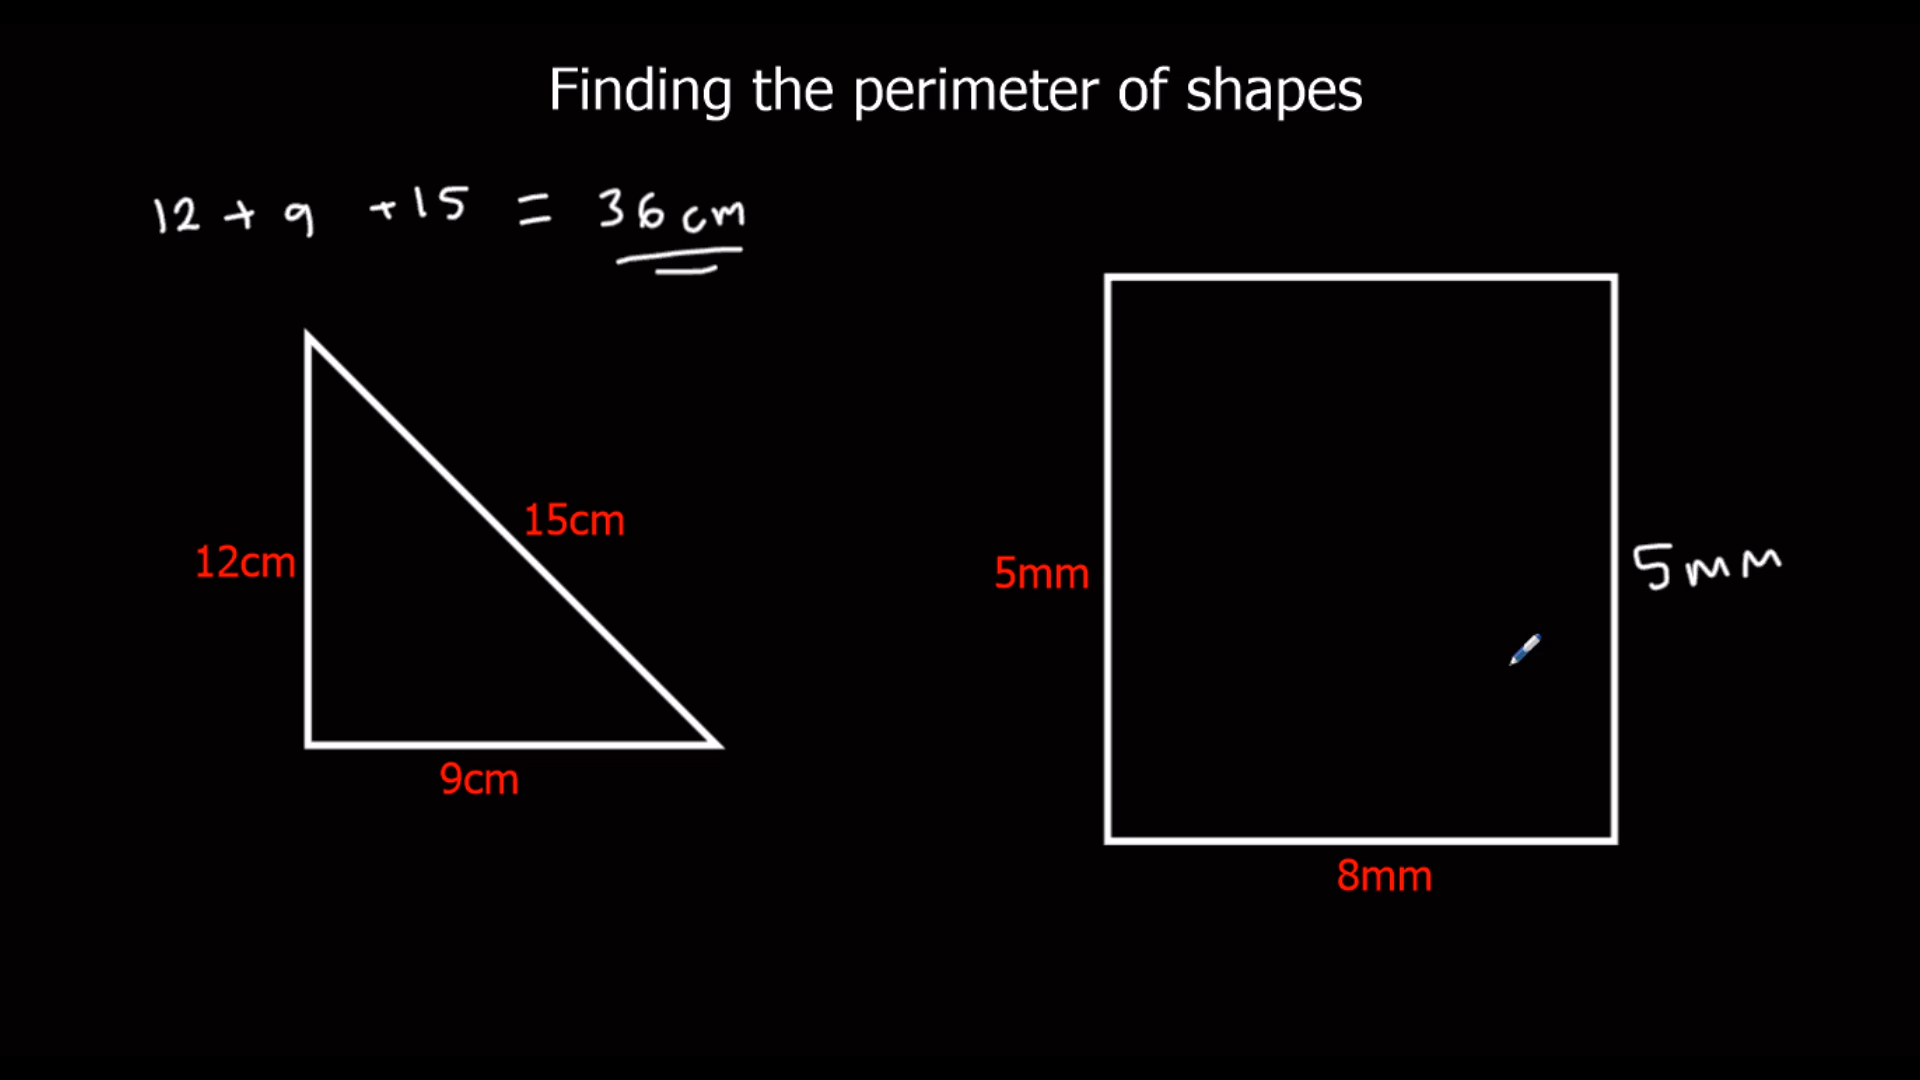 Finding the perimeter of shapes
12 + 9 + 15 = 36 cm
15cm
12cm
9cm
5mm
5mm
8mm